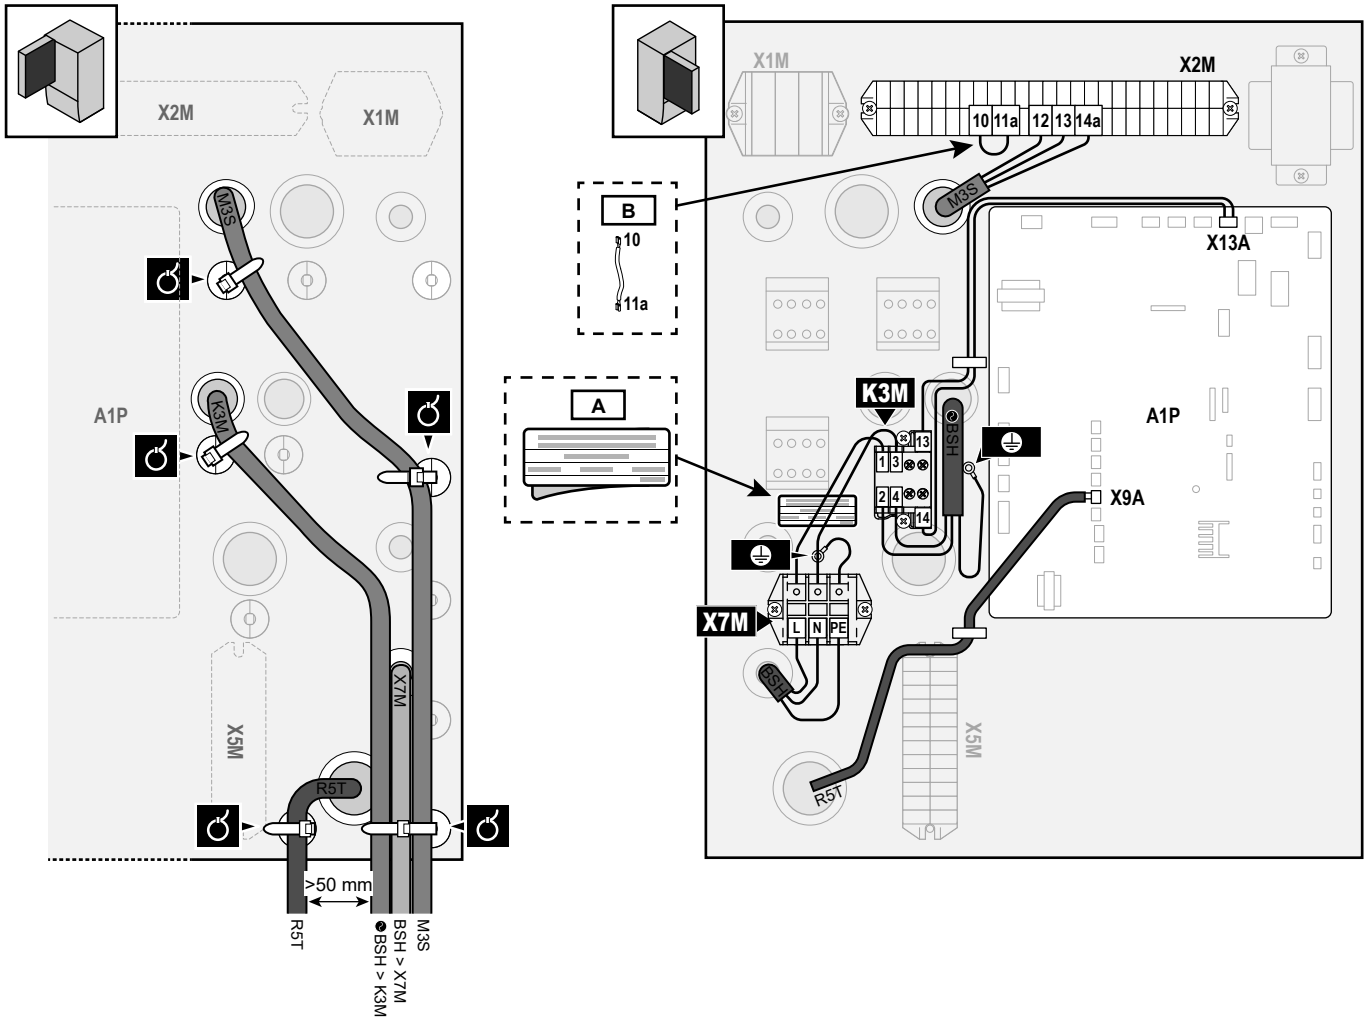 X2M
X1M
M3S
A1P
K3M
X7M
X5M
R5T
>50 mm
R5T
BSH > K3M
BSH > X7M
M3S
X1M
X2M
10 11a 12 13 14a
M3S
B
10
11a
X13A
A
K3M
13
1 3
2 4
14
BSH
A1P
X9A
X7M
L N PE
BSH
X5M
R5T